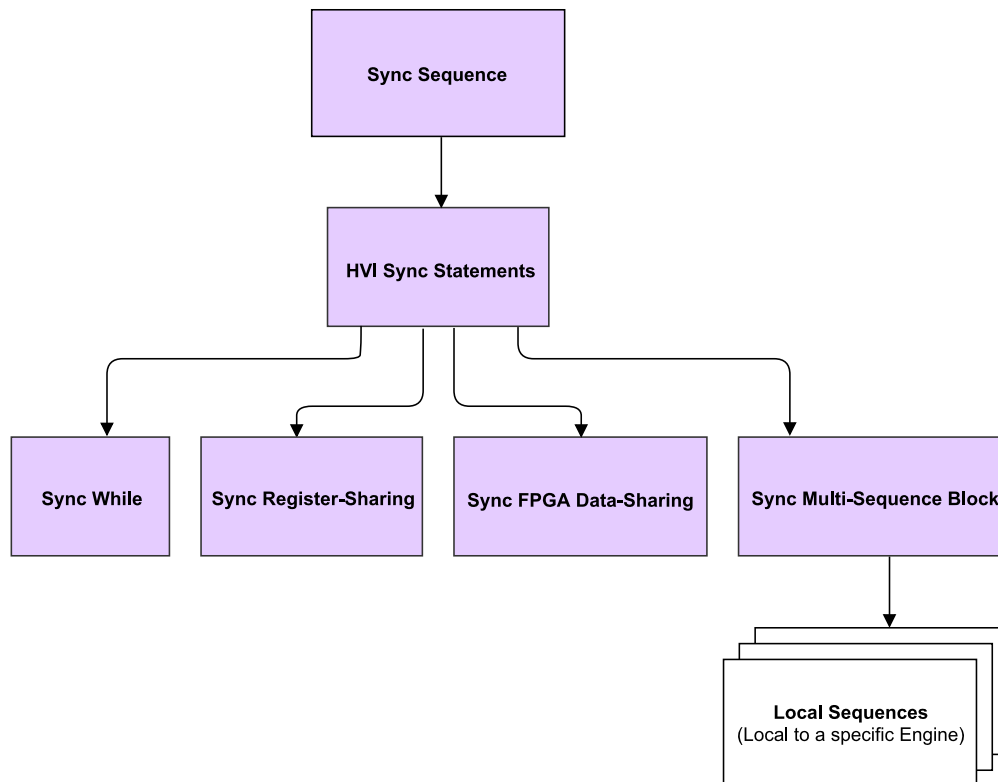 Sync Sequence
HVI Sync Statements
Sync While
Sync Register-Sharing
Sync FPGA Data-Sharing
Sync Multi-Sequence Block
Local Sequences
(Local to a specific Engine)